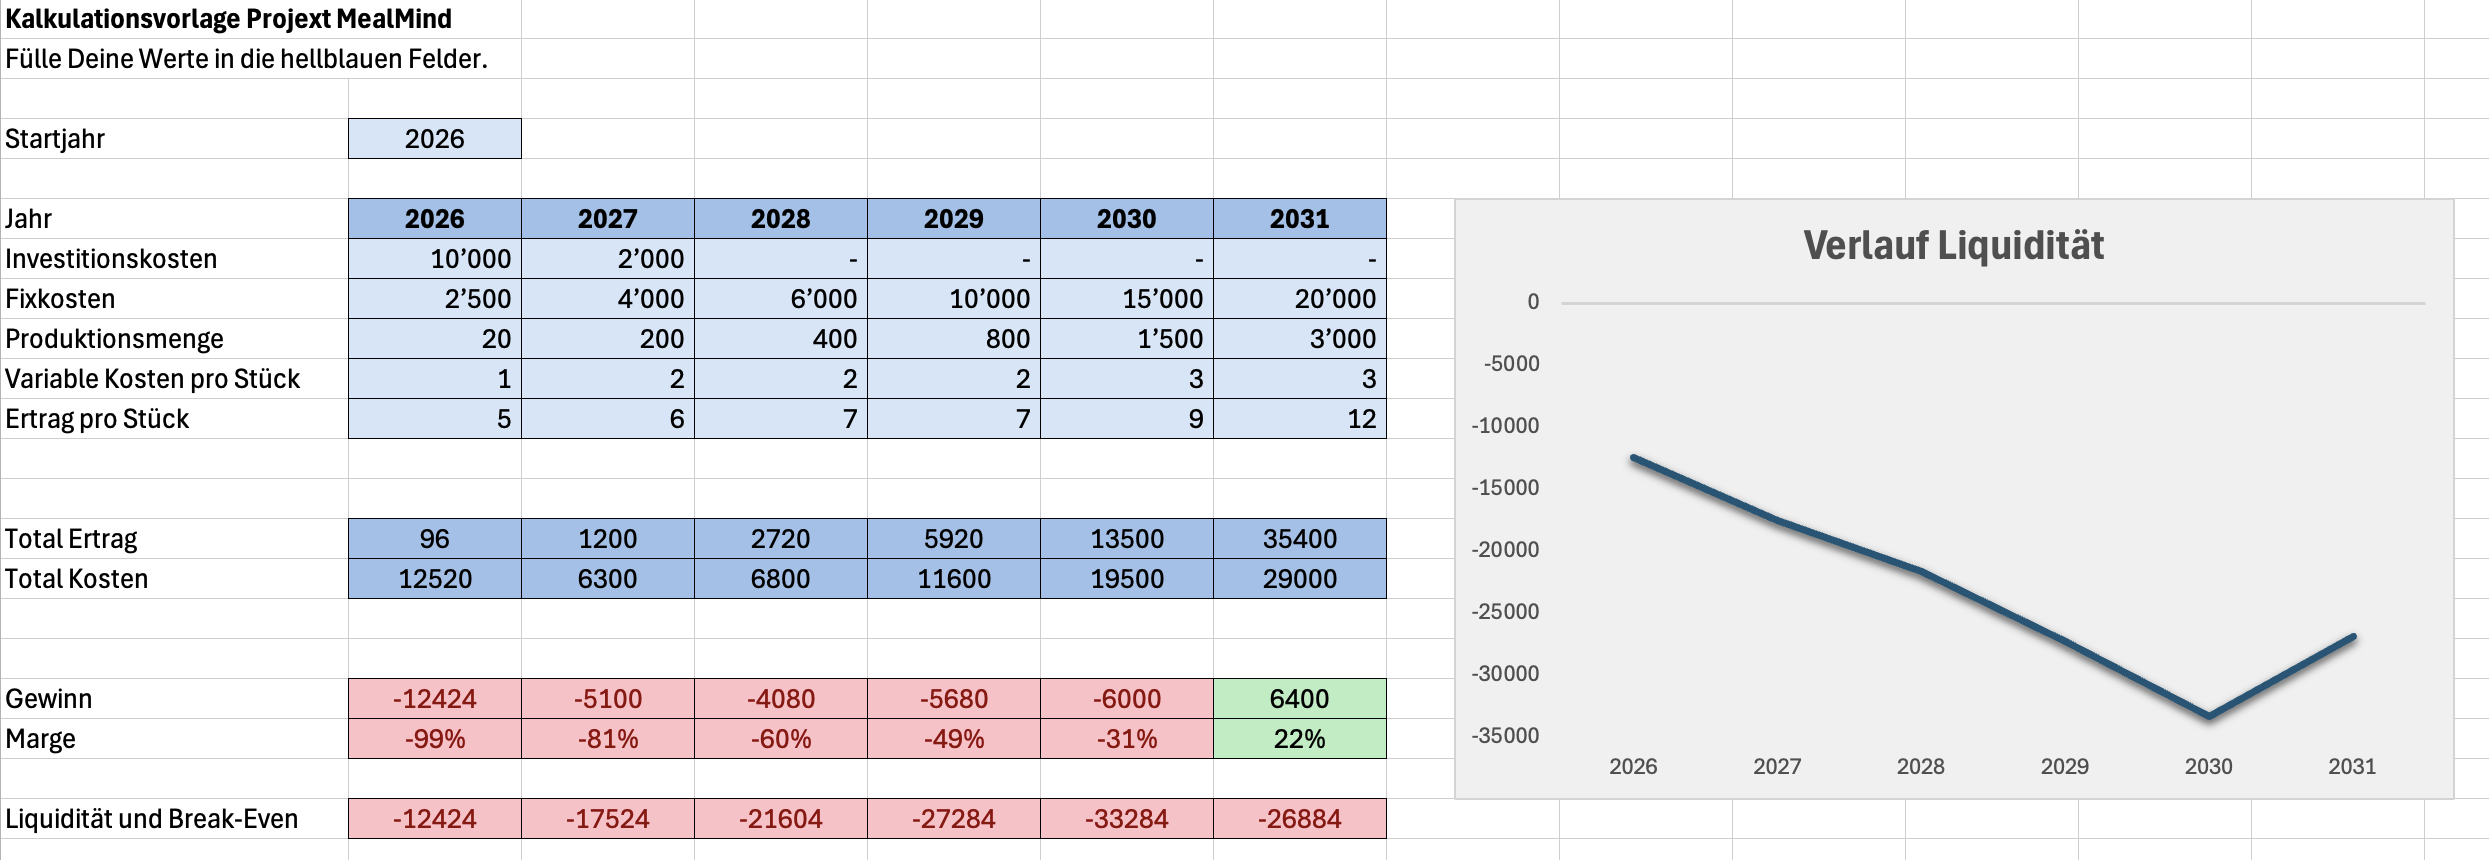 Kalkulationsvorlage Projext MealMind
Fülle Deine Werte in die hellblauen Felder.
Startjahr 2026
Jahr 2026 2027 2028 2029 2030 2031
Investitionskosten 10’000 2’000 - - - -
Fixkosten 2’500 4’000 6’000 10’000 15’000 20’000
Produktionsmenge 20 200 400 800 1’500 3’000
Variable Kosten pro Stück 1 2 2 2 3 3
Ertrag pro Stück 5 6 7 7 9 12
Total Ertrag 96 1200 2720 5920 13500 35400
Total Kosten 12520 6300 6800 11600 19500 29000
Gewinn -12424 -5100 -4080 -5680 -6000 6400
Marge -99% -81% -60% -49% -31% 22%
Liquidität und Break-Even -12424 -17524 -21604 -27284 -33284 -26884
Verlauf Liquidität
0
-5000
-10000
-15000
-20000
-25000
-30000
-35000
2026 2027 2028 2029 2030 2031